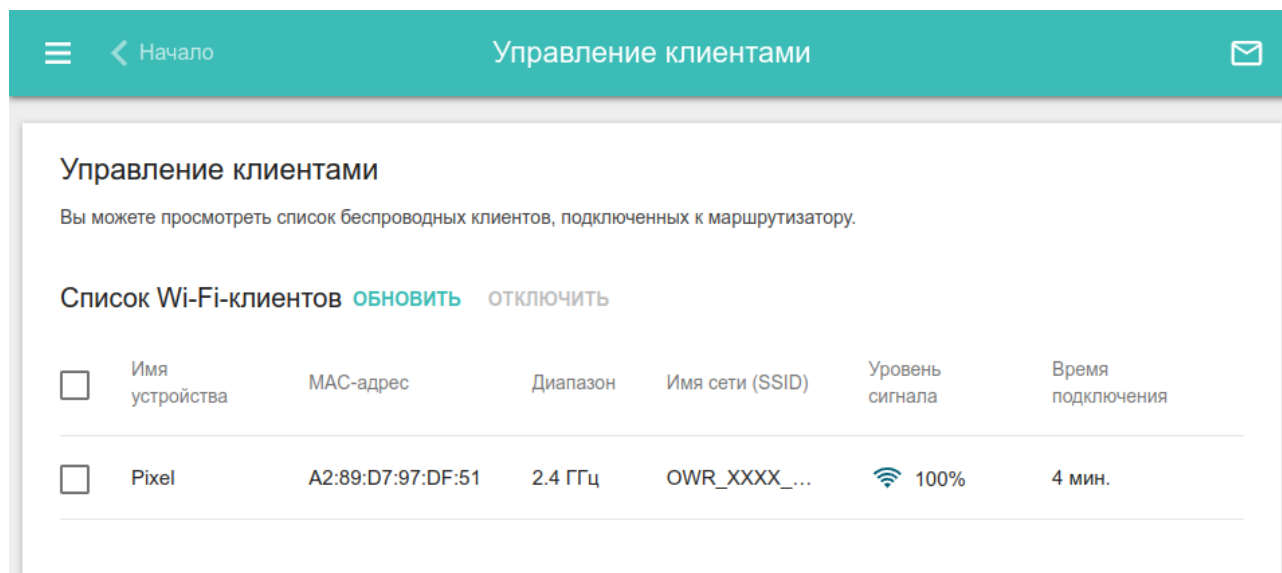 Начало
Управление клиентами
Управление клиентами
Вы можете просмотреть список беспроводных клиентов, подключенных к маршрутизатору.
Список Wi-Fi-клиентов ОБНОВИТЬ ОТКЛЮЧИТЬ
Имя устройства MAC-адрес Диапазон Имя сети (SSID) Уровень сигнала Время подключения
Pixel A2:89:D7:97:DF:51 2.4 ГГц OWR_XXXX_... 100% 4 мин.